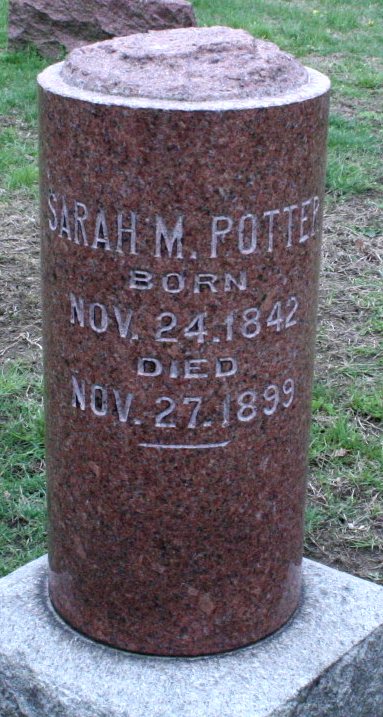 SARAH M. POTTER
BORN
NOV. 24. 1842
DIED
NOV. 27. 1899